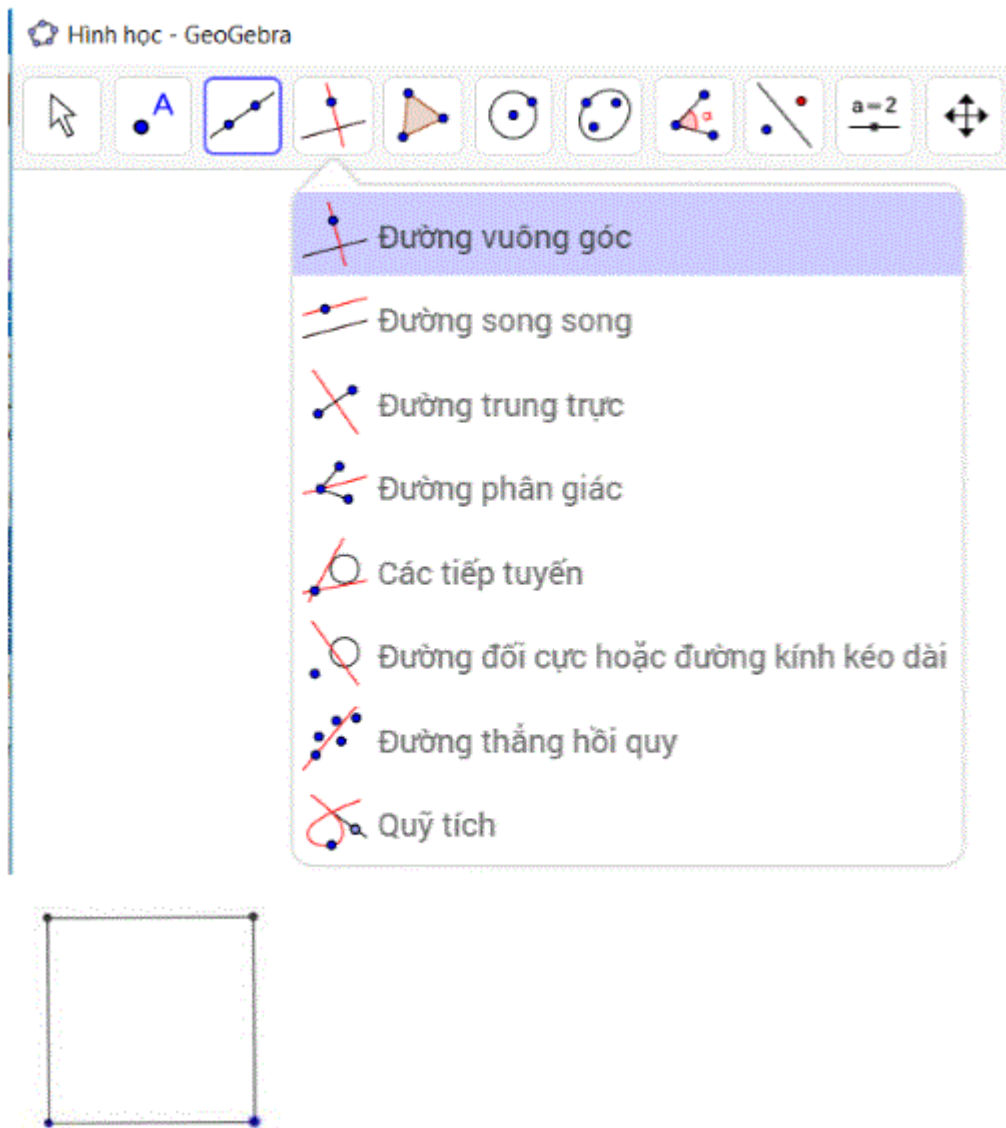 Hình học - GeoGebra
A
α
a=2
Đường vuông góc
Đường song song
Đường trung trực
Đường phân giác
Các tiếp tuyến
Đường đối cực hoặc đường kính kéo dài
Đường thẳng hồi quy
Quỹ tích